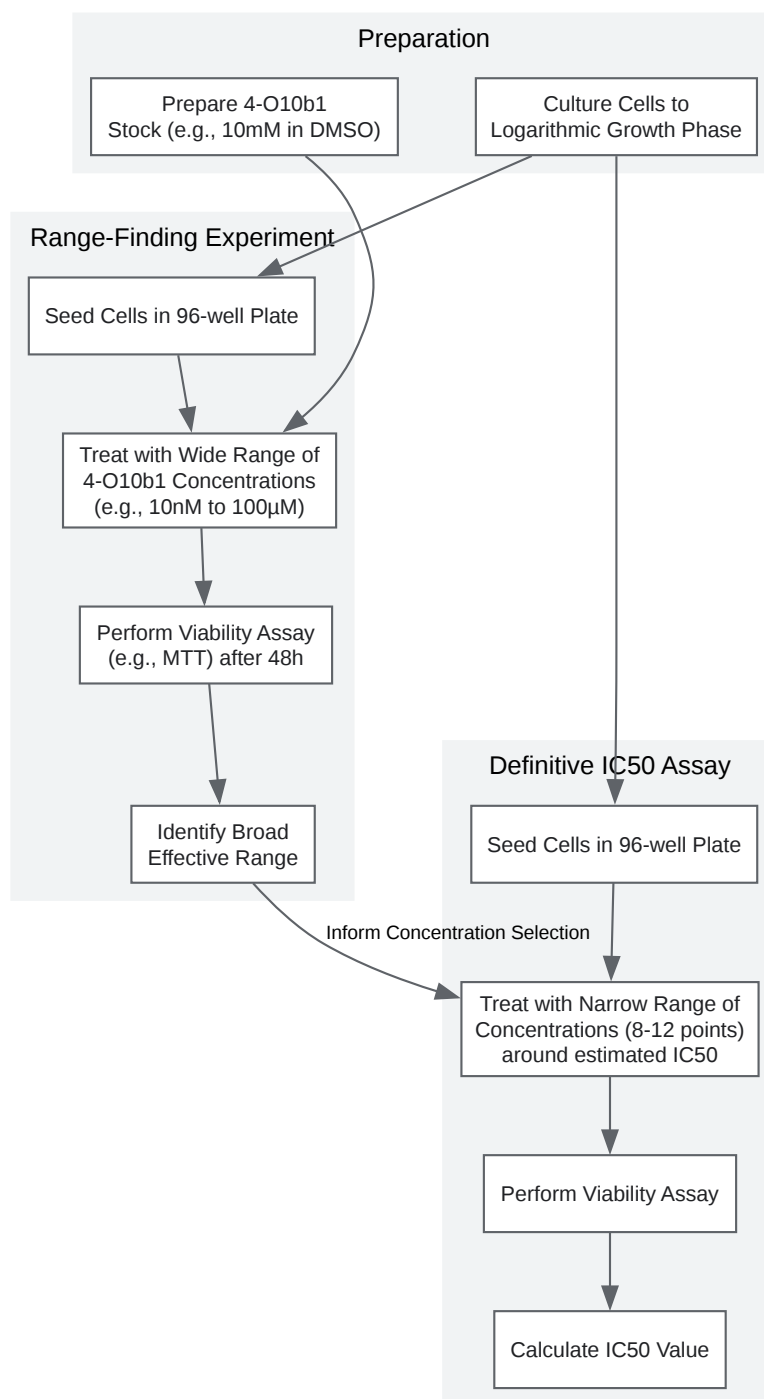 Preparation
Prepare 4-O10b1
Stock (e.g., 10mM in DMSO)
Culture Cells to
Logarithmic Growth Phase
Range-Finding Experiment
Seed Cells in 96-well Plate
Treat with Wide Range of
4-O10b1 Concentrations
(e.g., 10nM to 100µM)
Perform Viability Assay
(e.g., MTT) after 48h
Identify Broad
Effective Range
Inform Concentration Selection
Definitive IC50 Assay
Seed Cells in 96-well Plate
Treat with Narrow Range of
Concentrations (8-12 points)
around estimated IC50
Perform Viability Assay
Calculate IC50 Value